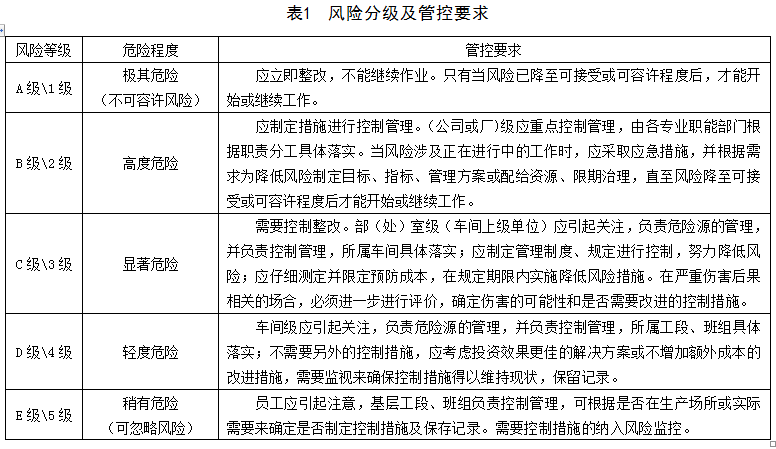 表1 风险分级及管控要求
风险等级 危险程度 管控要求
A级\1级
极其危险
（不可容许风险）
应立即整改，不能继续作业。只有当风险已降至可接受或可容许程度后，才能开
始或继续工作。
B级\2级
高度危险
应制定措施进行控制管理。（公司或厂)级应重点控制管理，由各专业职能部门根
据职责分工具体落实。当风险涉及正在进行中的工作时，应采取应急措施，并根据需
求为降低风险制定目标、指标、管理方案或配给资源、限期治理，直至风险降至可接
受或可容许程度后才能开始或继续工作。
C级\3级
显著危险
需要控制整改。部（处）室级（车间上级单位）应引起关注，负责危险源的管理，
并负责控制管理，所属车间具体落实；应制定管理制度、规定进行控制，努力降低风
险；应仔细测定并限定预防成本，在规定期限内实施降低风险措施。在严重伤害后果
相关的场合，必须进一步进行评价，确定伤害的可能性和是否需要改进的控制措施。
D级\4级
轻度危险
车间级应引起关注，负责危险源的管理，并负责控制管理，所属工段、班组具体
落实；不需要另外的控制措施，应考虑投资效果更佳的解决方案或不增加额外成本的
改进措施，需要监视来确保控制措施得以维持现状，保留记录。
E级\5级
稍有危险
（可忽略风险）
员工应引起注意，基层工段、班组负责控制管理，可根据是否在生产场所或实际
需要来确定是否制定控制措施及保存记录。需要控制措施的纳入风险监控。